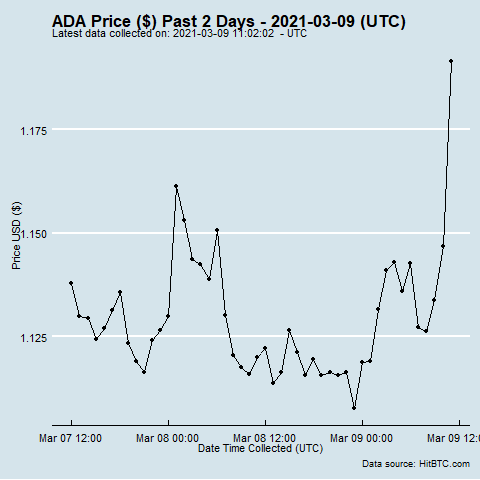 ADA Price ($) Past 2 Days - 2021-03-09 (UTC)
Latest data collected on: 2021-03-09 11:02:02 - UTC
1.175
1.150
1.125
Price USD ($)
Mar 07 12:00 Mar 08 00:00 Mar 08 12:00 Mar 09 00:00 Mar 09 12
Date Time Collected (UTC)
Data source: HitBTC.com